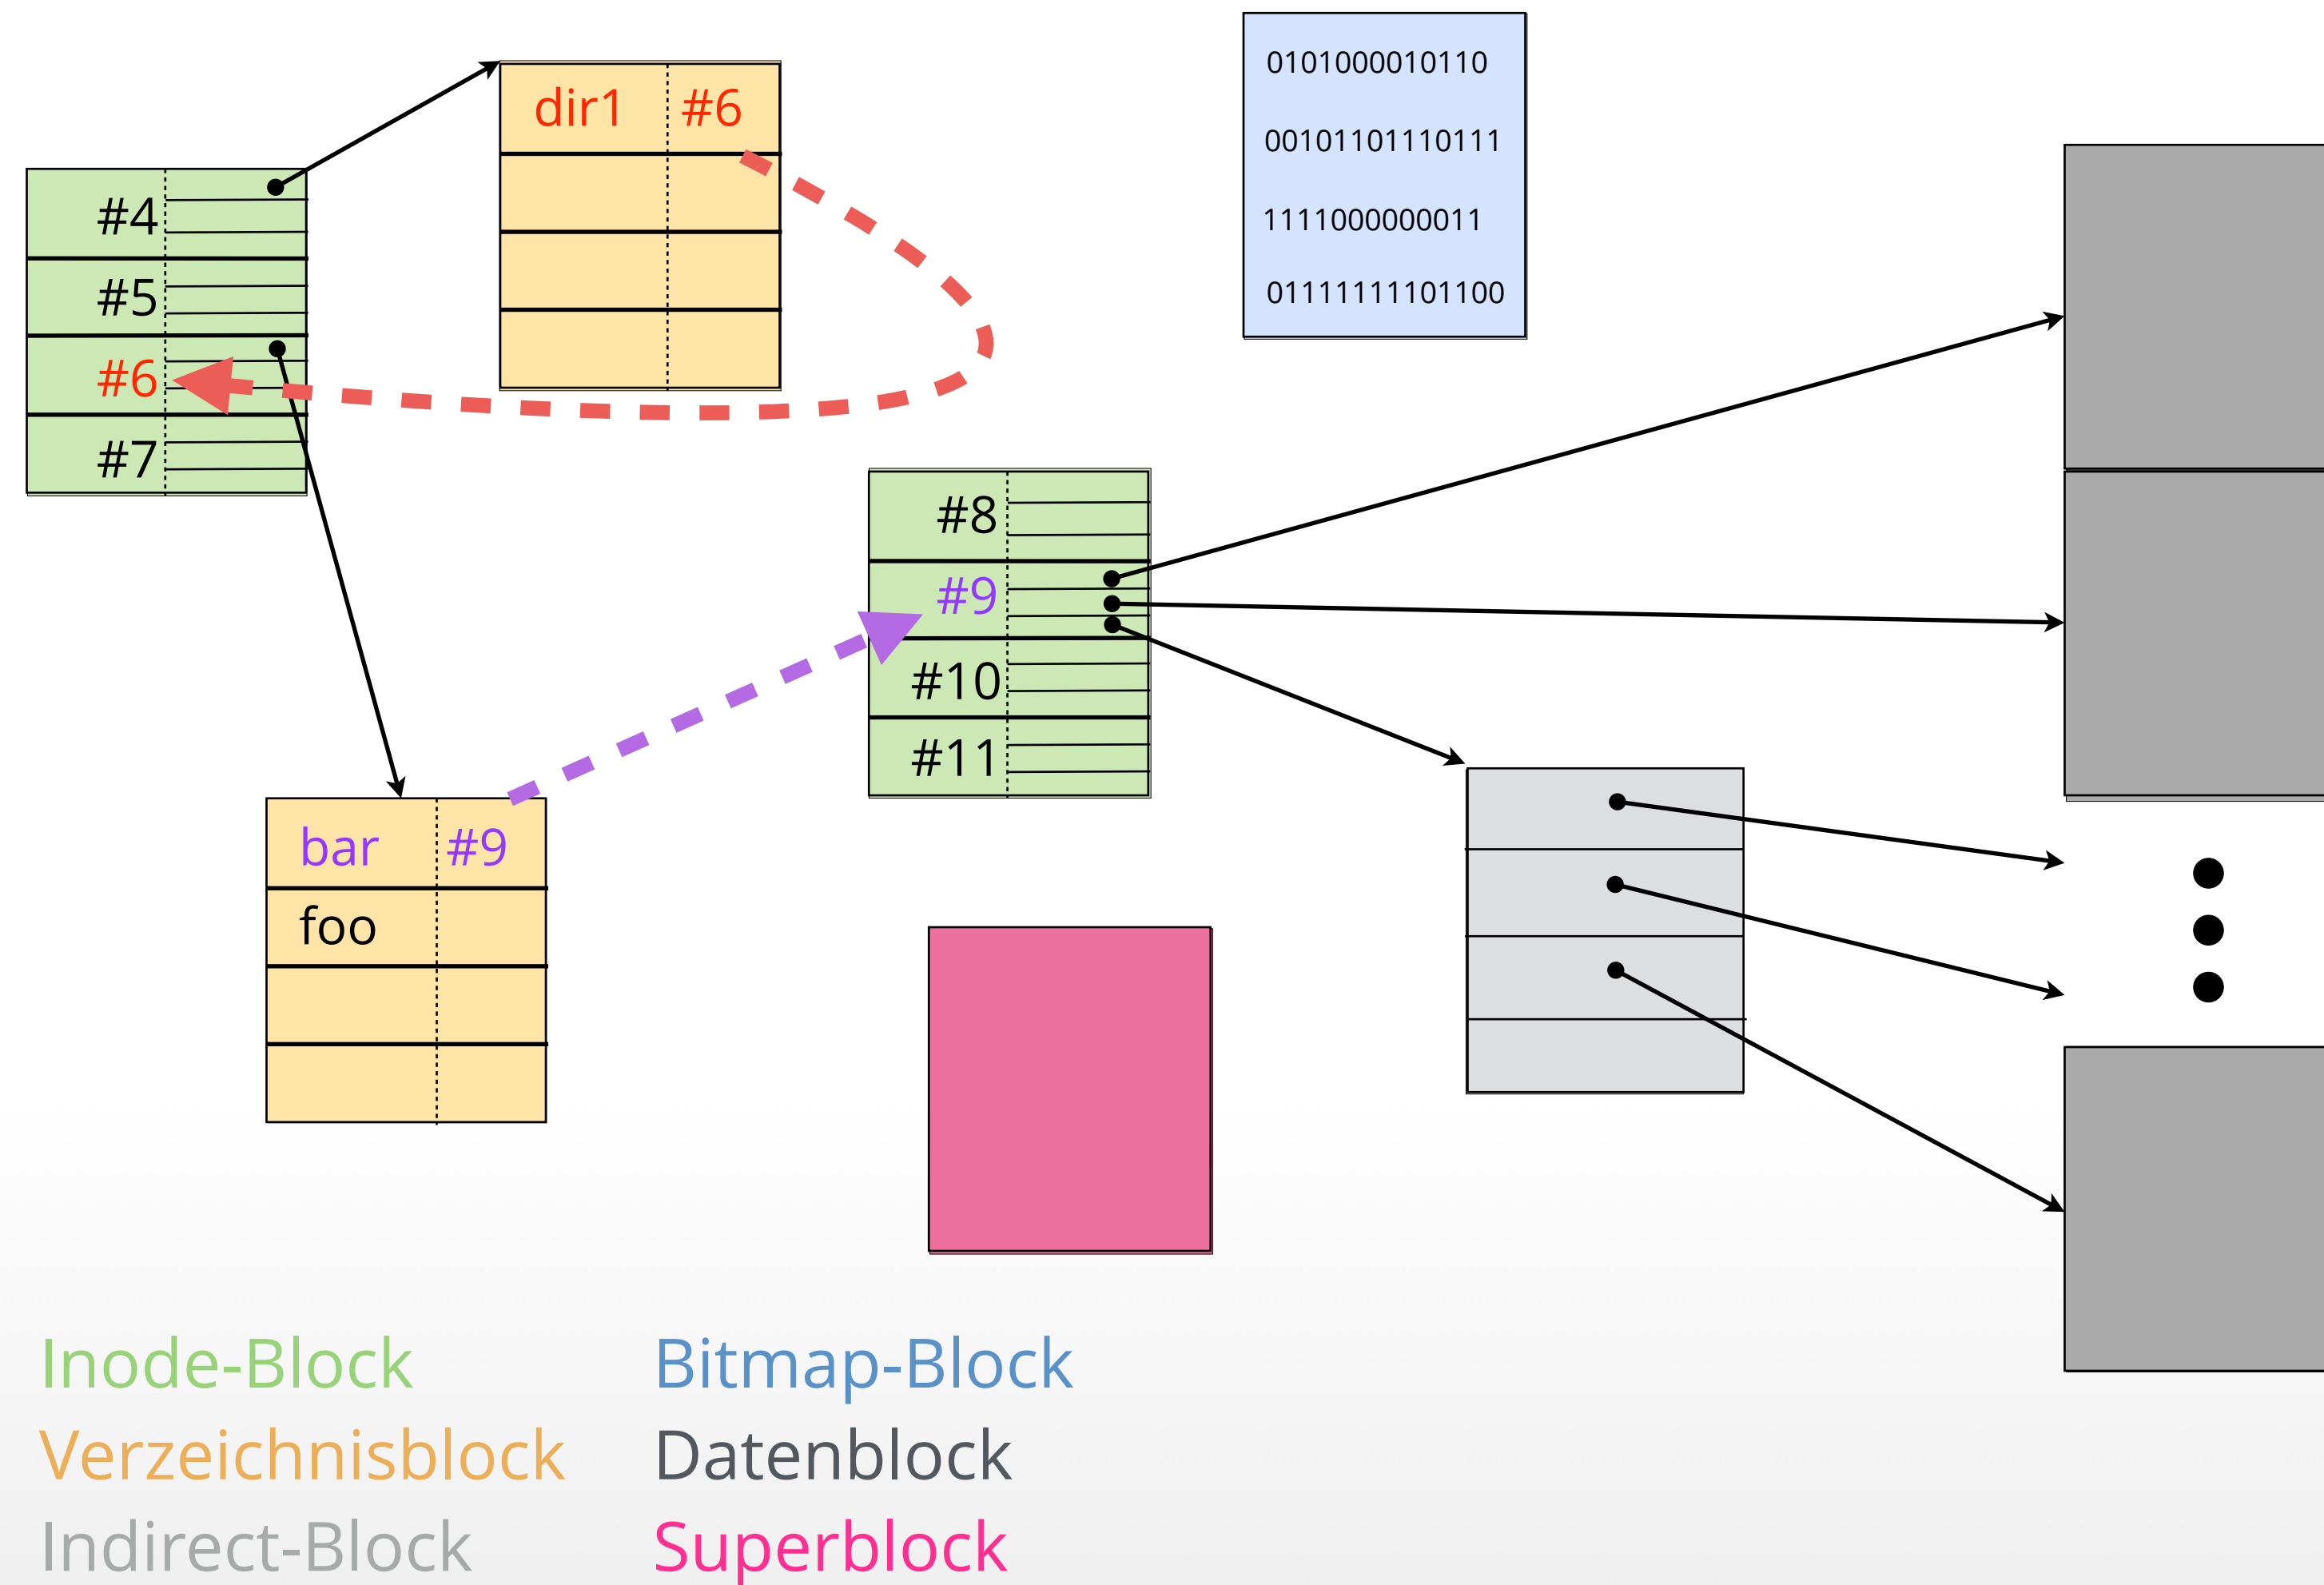 dir1 #6
#4
#5
#6
#7
0101000010110
00101101110111
1111000000011
01111111101100
#8
#9
#10
#11
bar #9
foo
Inode-Block
Verzeichnisblock
Indirect-Block
Bitmap-Block
Datenblock
Superblock